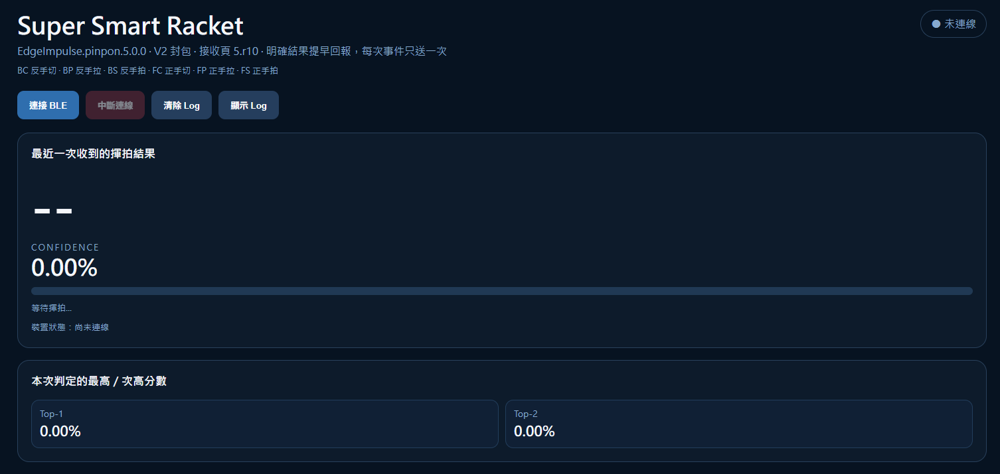 Super Smart Racket
未連線
EdgeImpulse.pinpon.5.0.0 · V2 封包 · 接收頁 5.r10 · 明確結果提早回報，每次事件只送一次
BC 反手切 · BP 反手拉 · BS 反手拍 · FC 正手切 · FP 正手拉 · FS 正手拍
連接 BLE
中斷連線
清除 Log
顯示 Log
最近一次收到的揮拍結果
--
CONFIDENCE
0.00%
等待揮拍...
裝置狀態：尚未連線
本次判定的最高 / 次高分數
Top-1
0.00%
Top-2
0.00%